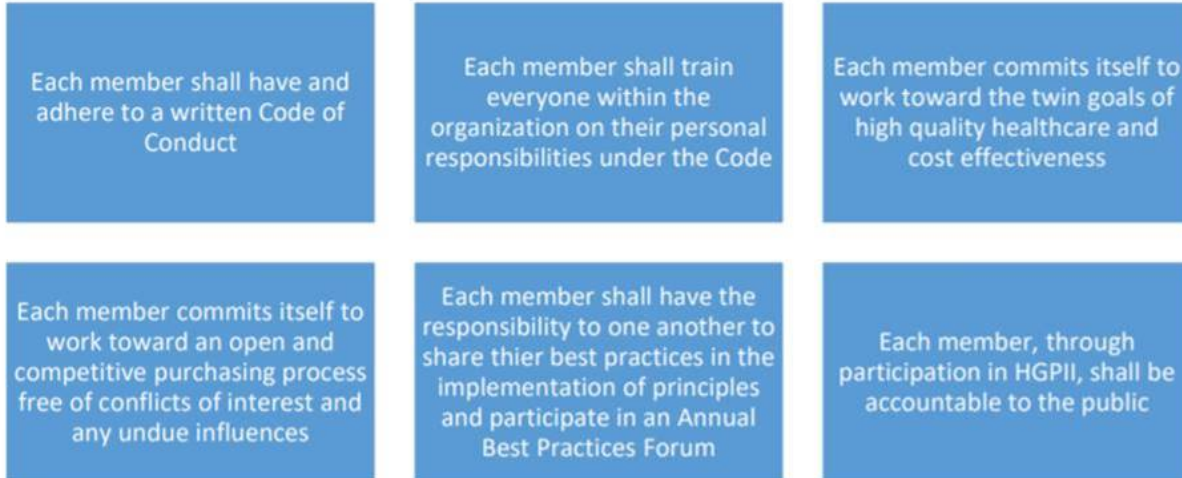 Each member shall have and
adhere to a written Code of
Conduct
Each member shall train
everyone within the
organization on their personal
responsibilities under the Code
Each member commits itself to
work toward the twin goals of
high quality healthcare and
cost effectiveness
Each member commits itself to
work toward an open and
competitive purchasing process
free of conflicts of interest and
any undue influences
Each member shall have the
responsibility to one another to
share thier best practices in the
implementation of principles
and participate in an Annual
Best Practices Forum
Each member, through
participation in HGPII, shall be
accountable to the public